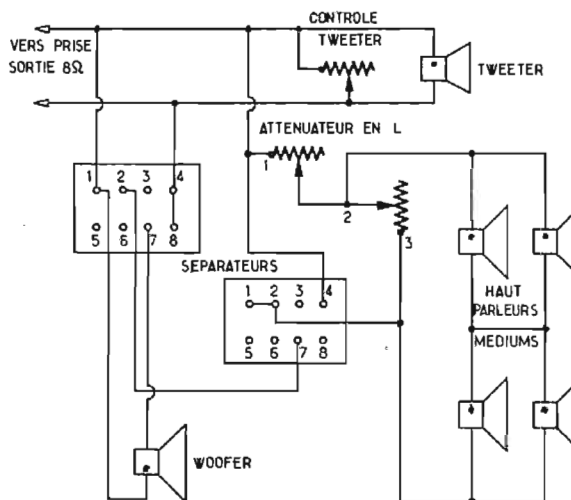 CONTROLE
TWEETER
VERS PRISE
SORTIE 8Ω
TWEETER
ATTENUATEUR EN L
1
2
3
1 2 3 4
5 6 7 8
SEPARATEURS
1 2 3 4
5 6 7 8
HAUT
PARLEURS
MEDIUMS
WOOFER